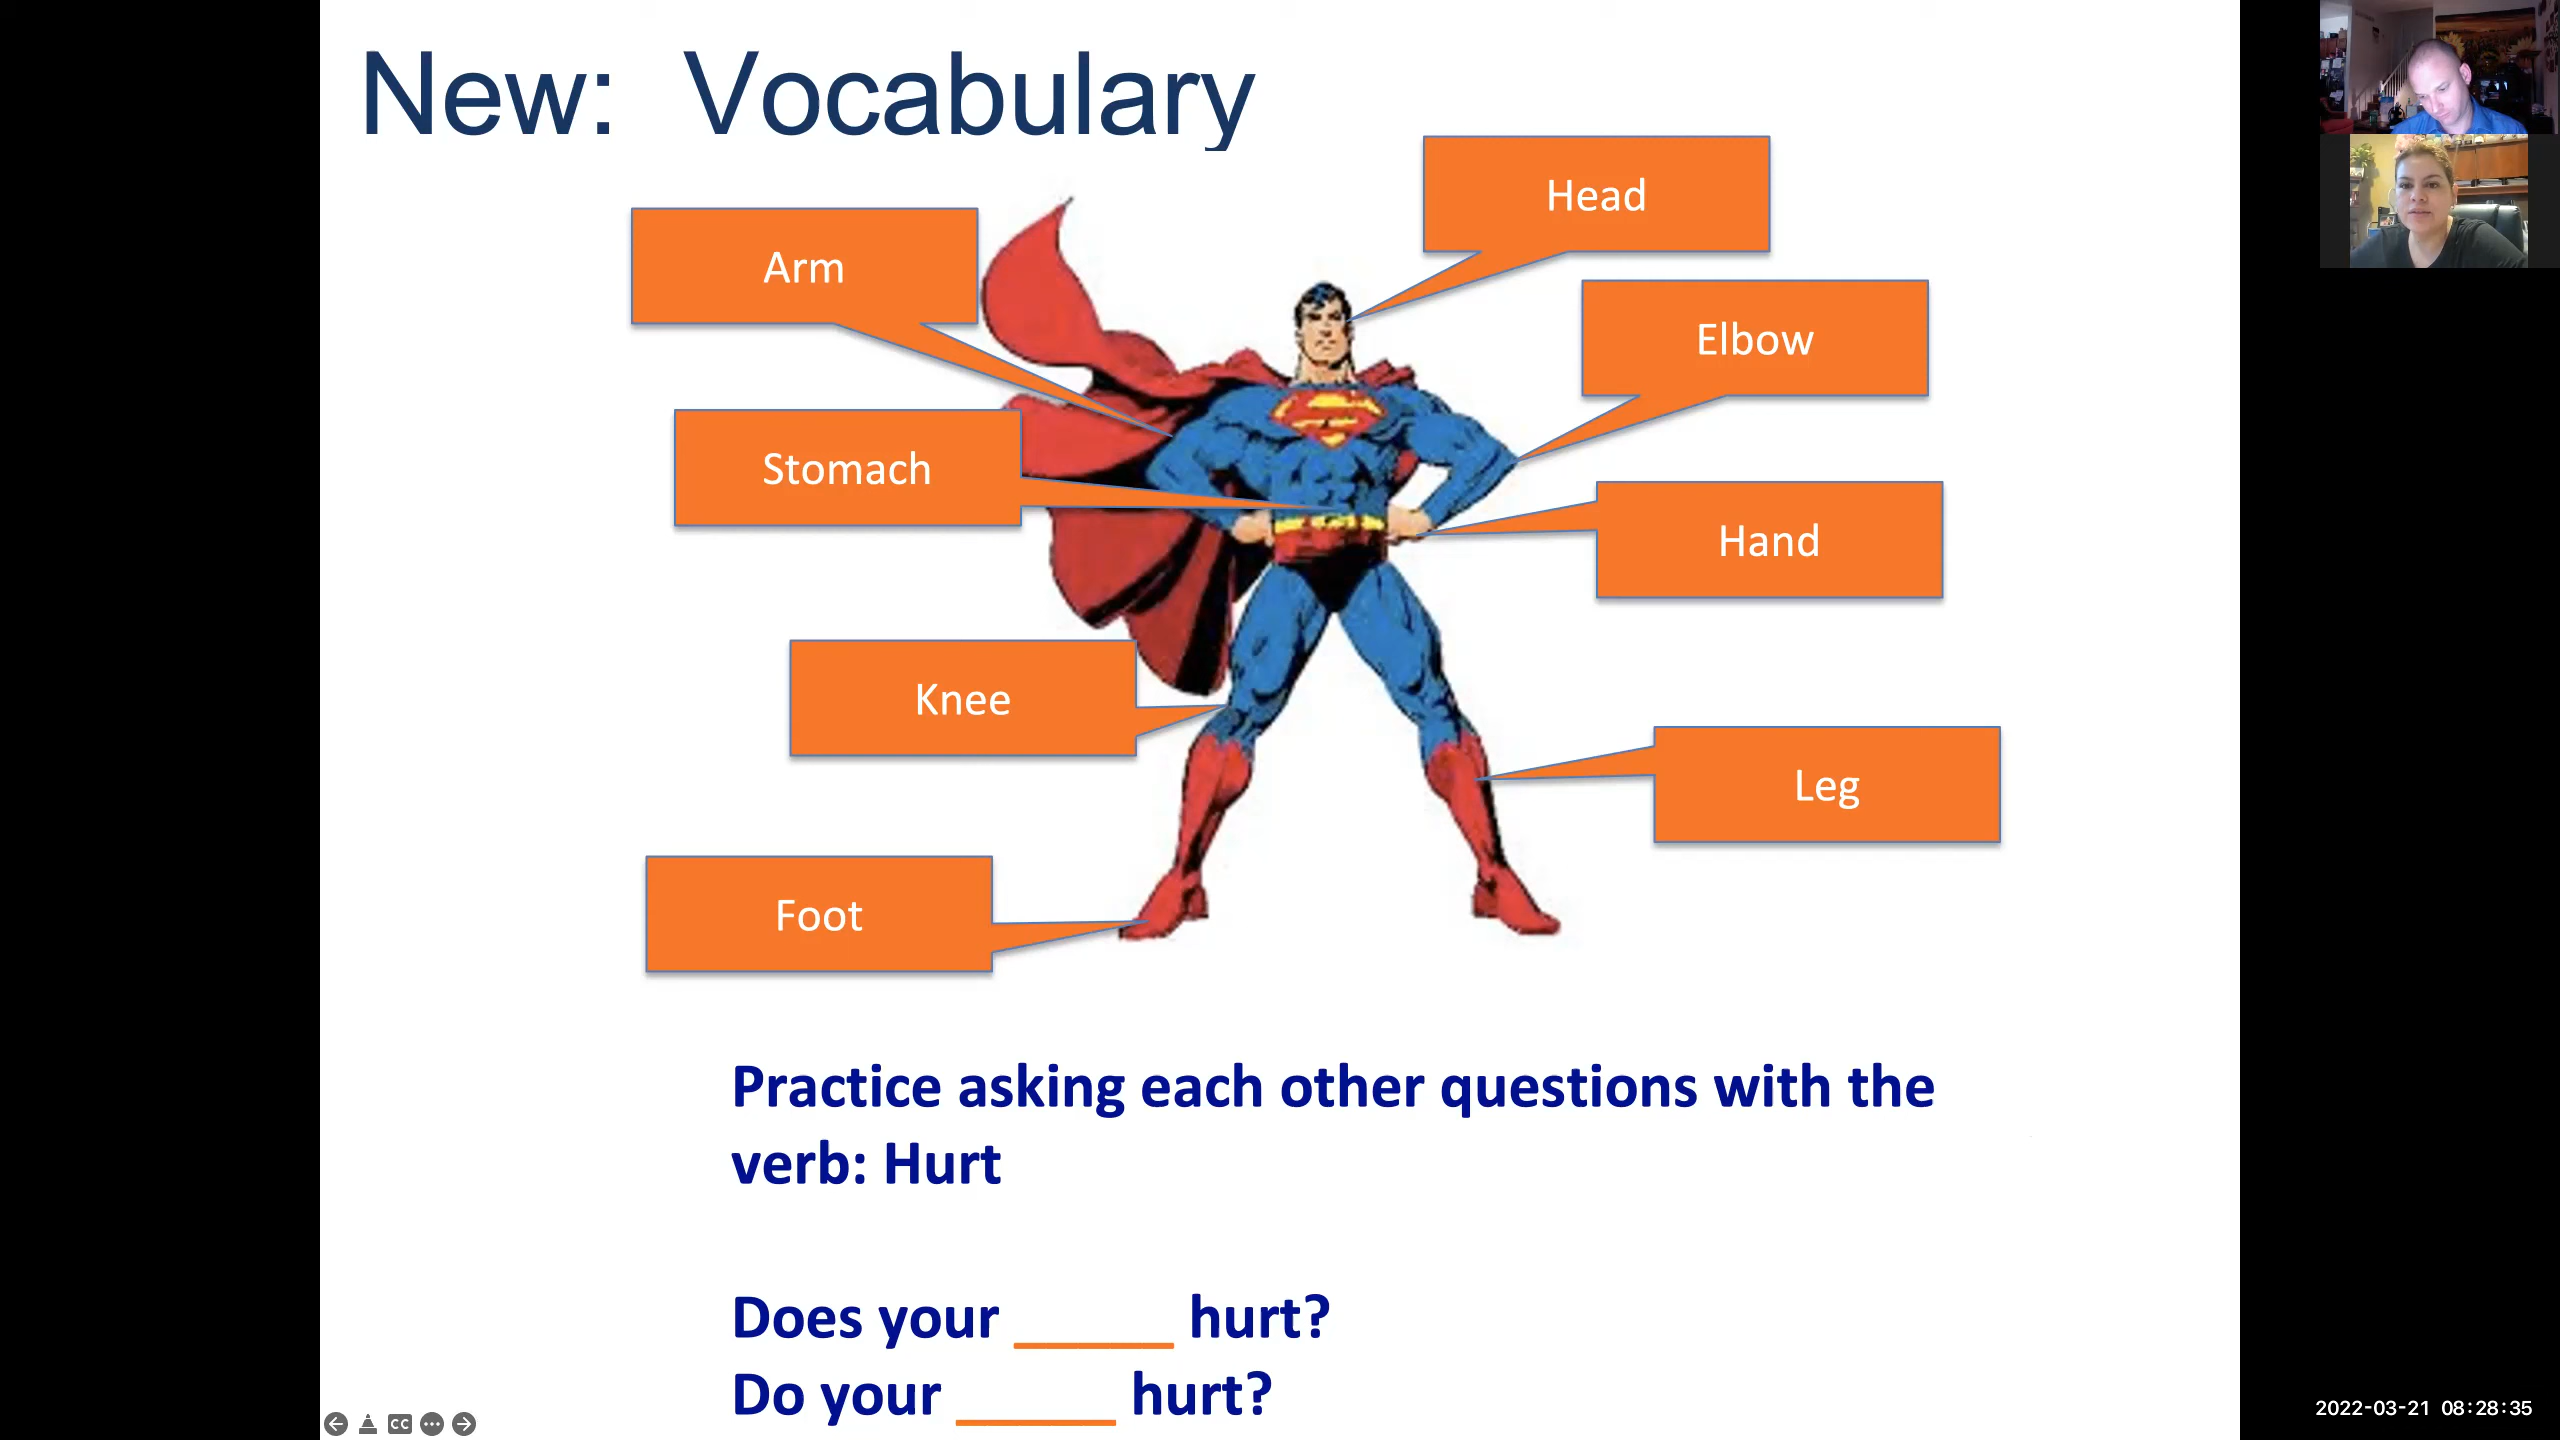 New:  Vocabulary
Head
Arm
Elbow
Stomach
Hand
Knee
Leg
Foot
Practice asking each other questions with the
verb: Hurt
Does your _____ hurt?
Do your _____ hurt?
CC
2022-03-21 08:28:35